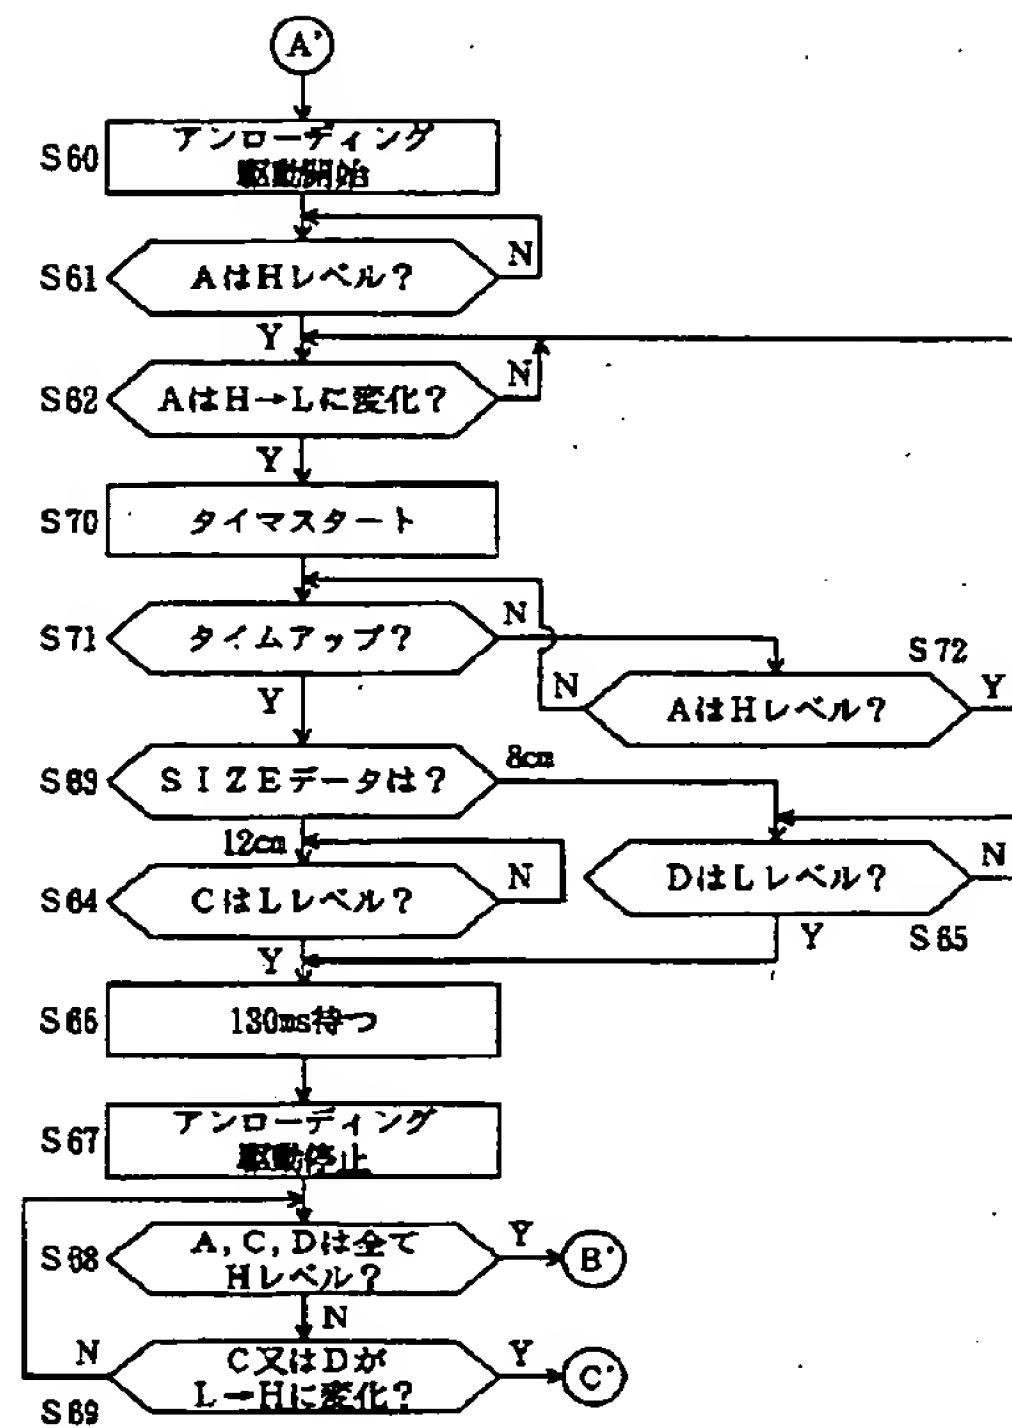 A'
アンローディング
駆動開始
S60
N
AはHレベル?
S61
Y
N
AはH→Lに変化?
S62
Y
タイマスタート
S70
N
タイムアップ?
S71
S72
N
Y
AはHレベル?
Y
8cm
SIZEデータは?
S69
12cm
N
CはLレベル?
S64
N
DはLレベル?
Y
Y
S65
130ms待つ
S66
アンローディング
駆動停止
S67
A,C,Dは全て
Hレベル?
S68
Y
B'
N
N
C又はDが
L→Hに変化?
Y
C'
S69